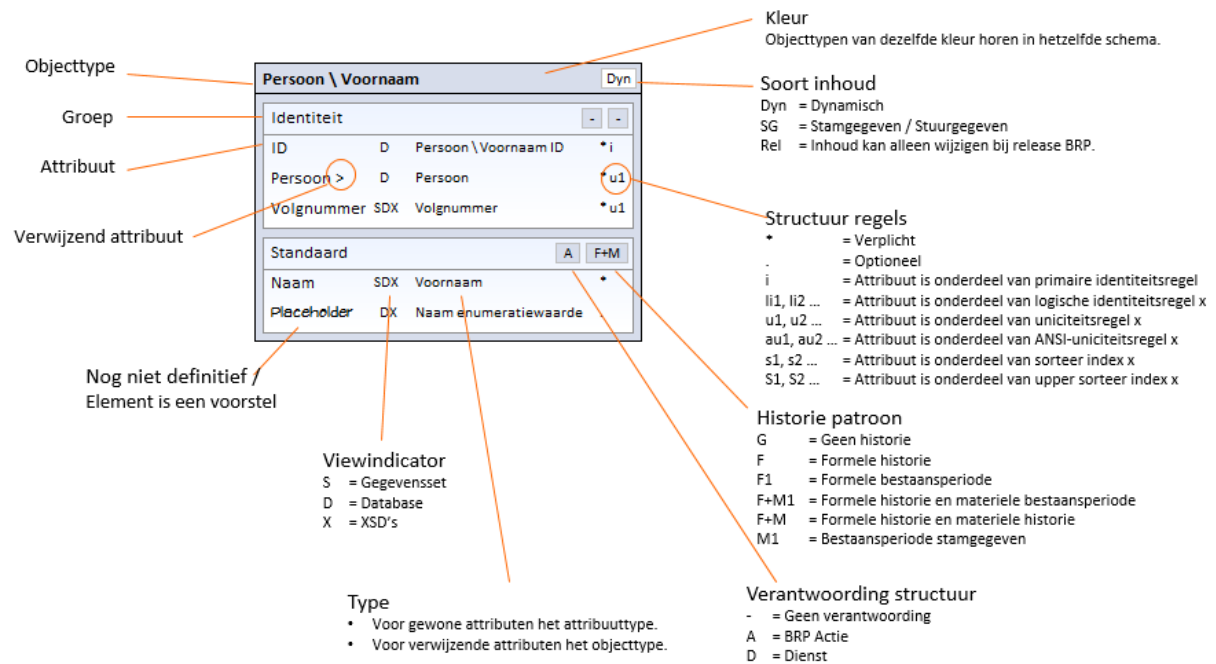 Kleur
Objecttypen van dezelfde kleur horen in hetzelfde schema.
Objecttype
Persoon \ Voornaam Dyn
Groep
Identiteit - -
Attribuut
ID D Persoon \ Voornaam ID * i
Persoon > D Persoon * u1
Volgnummer SDX Volgnummer * u1
Verwijzend attribuut
Standaard A F+M
Naam SDX Voornaam *
Placeholder DX Naam enumeratiewaarde .
Nog niet definitief /
Element is een voorstel
Soort inhoud
Dyn = Dynamisch
SG = Stamgegeven / Stuurgegeven
Rel = Inhoud kan alleen wijzigen bij release BRP.
Structuur regels
* = Verplicht
. = Optioneel
i = Attribuut is onderdeel van primaire identiteitsregel
li1, li2 ... = Attribuut is onderdeel van logische identiteitsregel x
u1, u2 ... = Attribuut is onderdeel van uniciteitsregel x
au1, au2 ... = Attribuut is onderdeel van ANSI-uniciteitsregel x
s1, s2 ... = Attribuut is onderdeel van sorteer index x
S1, S2 ... = Attribuut is onderdeel van upper sorteer index x
Historie patroon
G = Geen historie
F = Formele historie
F1 = Formele bestaansperiode
F+M1 = Formele historie en materiele bestaansperiode
F+M = Formele historie en materiele historie
M1 = Bestaansperiode stamgegeven
Viewindicator
S = Gegevensset
D = Database
X = XSD's
Type
• Voor gewone attributen het attribuuttype.
• Voor verwijzende attributen het objecttype.
Verantwoording structuur
- = Geen verantwoording
A = BRP Actie
D = Dienst